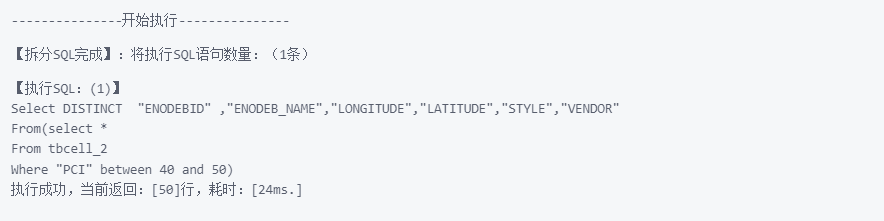 ---------------开始执行---------------
【拆分SQL完成】：将执行SQL语句数量：（1条）
【执行SQL：(1)】
Select DISTINCT  "ENODEBID" ,"ENODEB_NAME","LONGITUDE","LATITUDE","STYLE","VENDOR"
From(select *
From tbcell_2
Where "PCI" between 40 and 50)
执行成功，当前返回：[50]行，耗时：[24ms.]